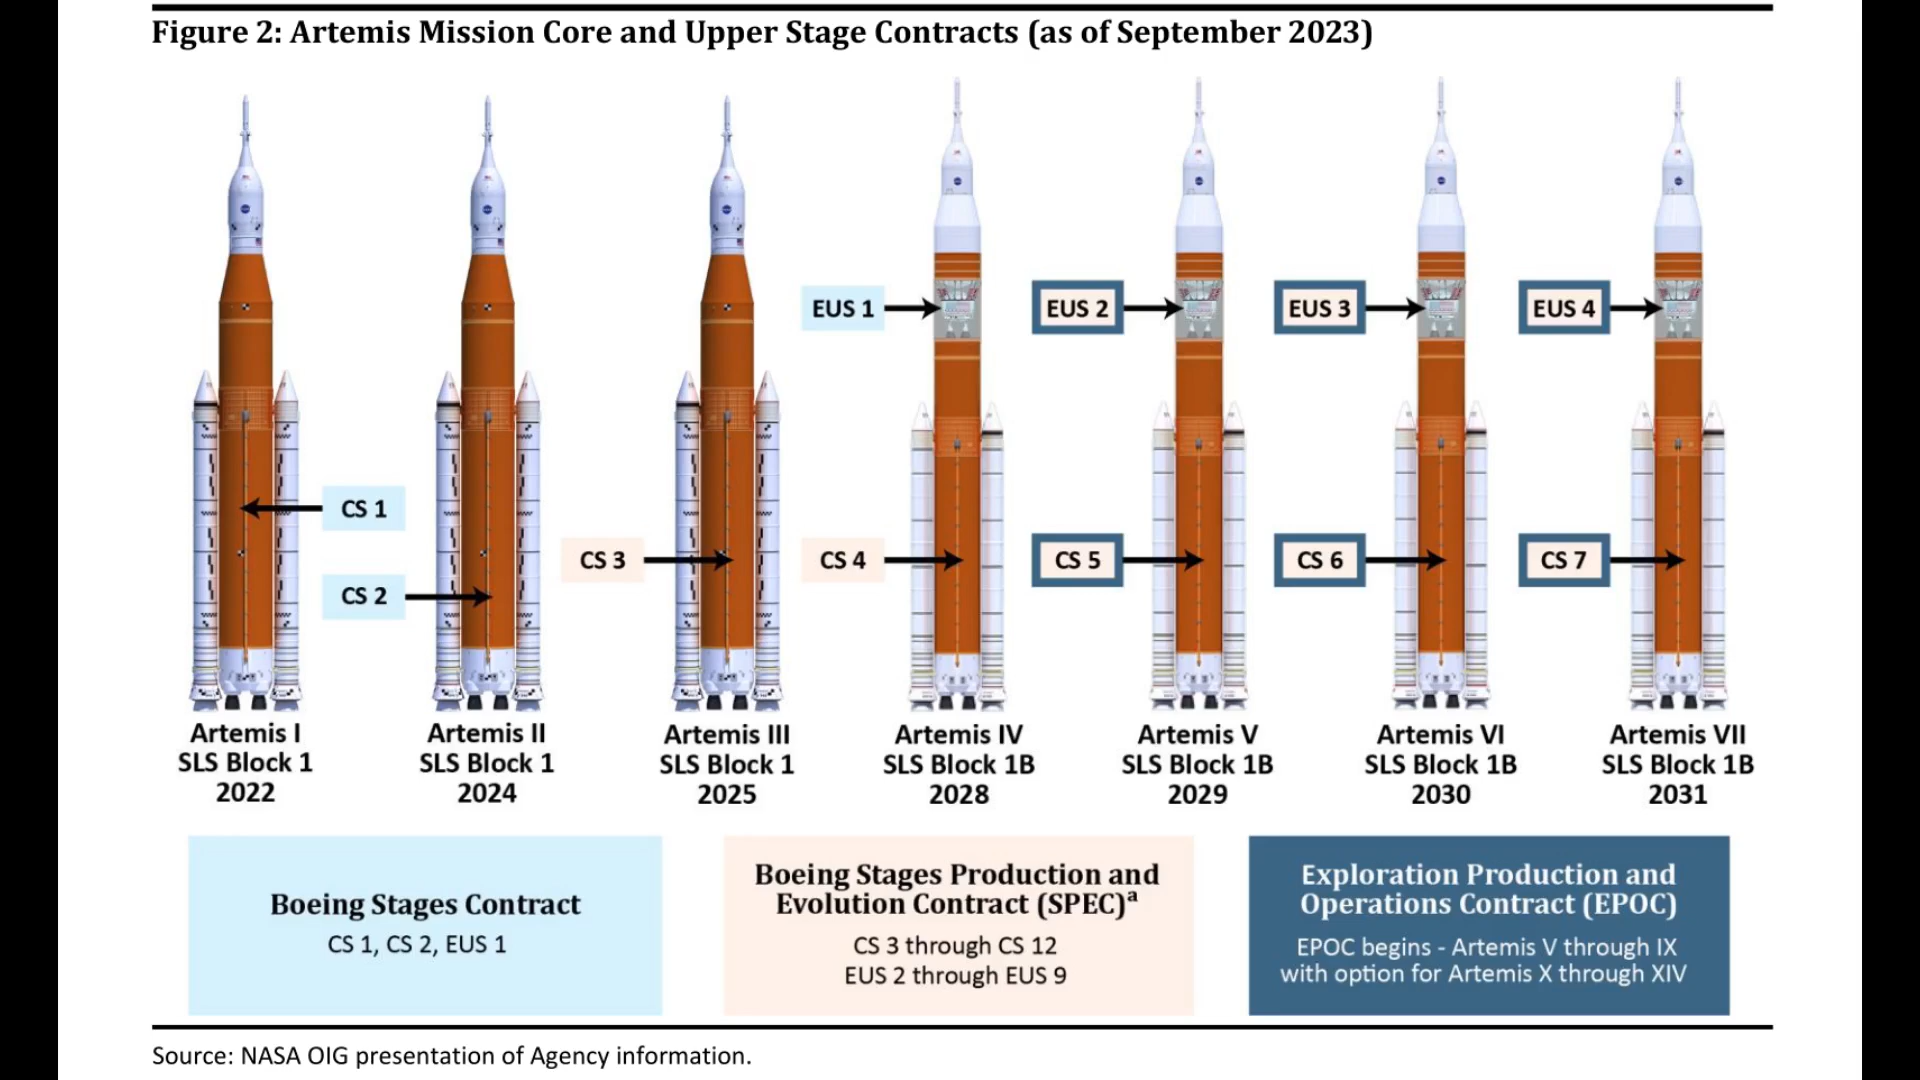 Figure 2: Artemis Mission Core and Upper Stage Contracts (as of September 2023)
EUS 1
EUS 2
EUS 3
EUS 4
CS 1
CS 2
CS 3
CS 4
CS 5
CS 6
CS 7
Artemis I
SLS Block 1
2022
Artemis II
SLS Block 1
2024
Artemis III
SLS Block 1
2025
Artemis IV
SLS Block 1B
2028
Artemis V
SLS Block 1B
2029
Artemis VI
SLS Block 1B
2030
Artemis VII
SLS Block 1B
2031
Boeing Stages Contract
CS 1, CS 2, EUS 1
Boeing Stages Production and
Evolution Contract (SPEC)ᵃ
CS 3 through CS 12
EUS 2 through EUS 9
Exploration Production and
Operations Contract (EPOC)
EPOC begins - Artemis V through IX
with option for Artemis X through XIV
Source: NASA OIG presentation of Agency information.